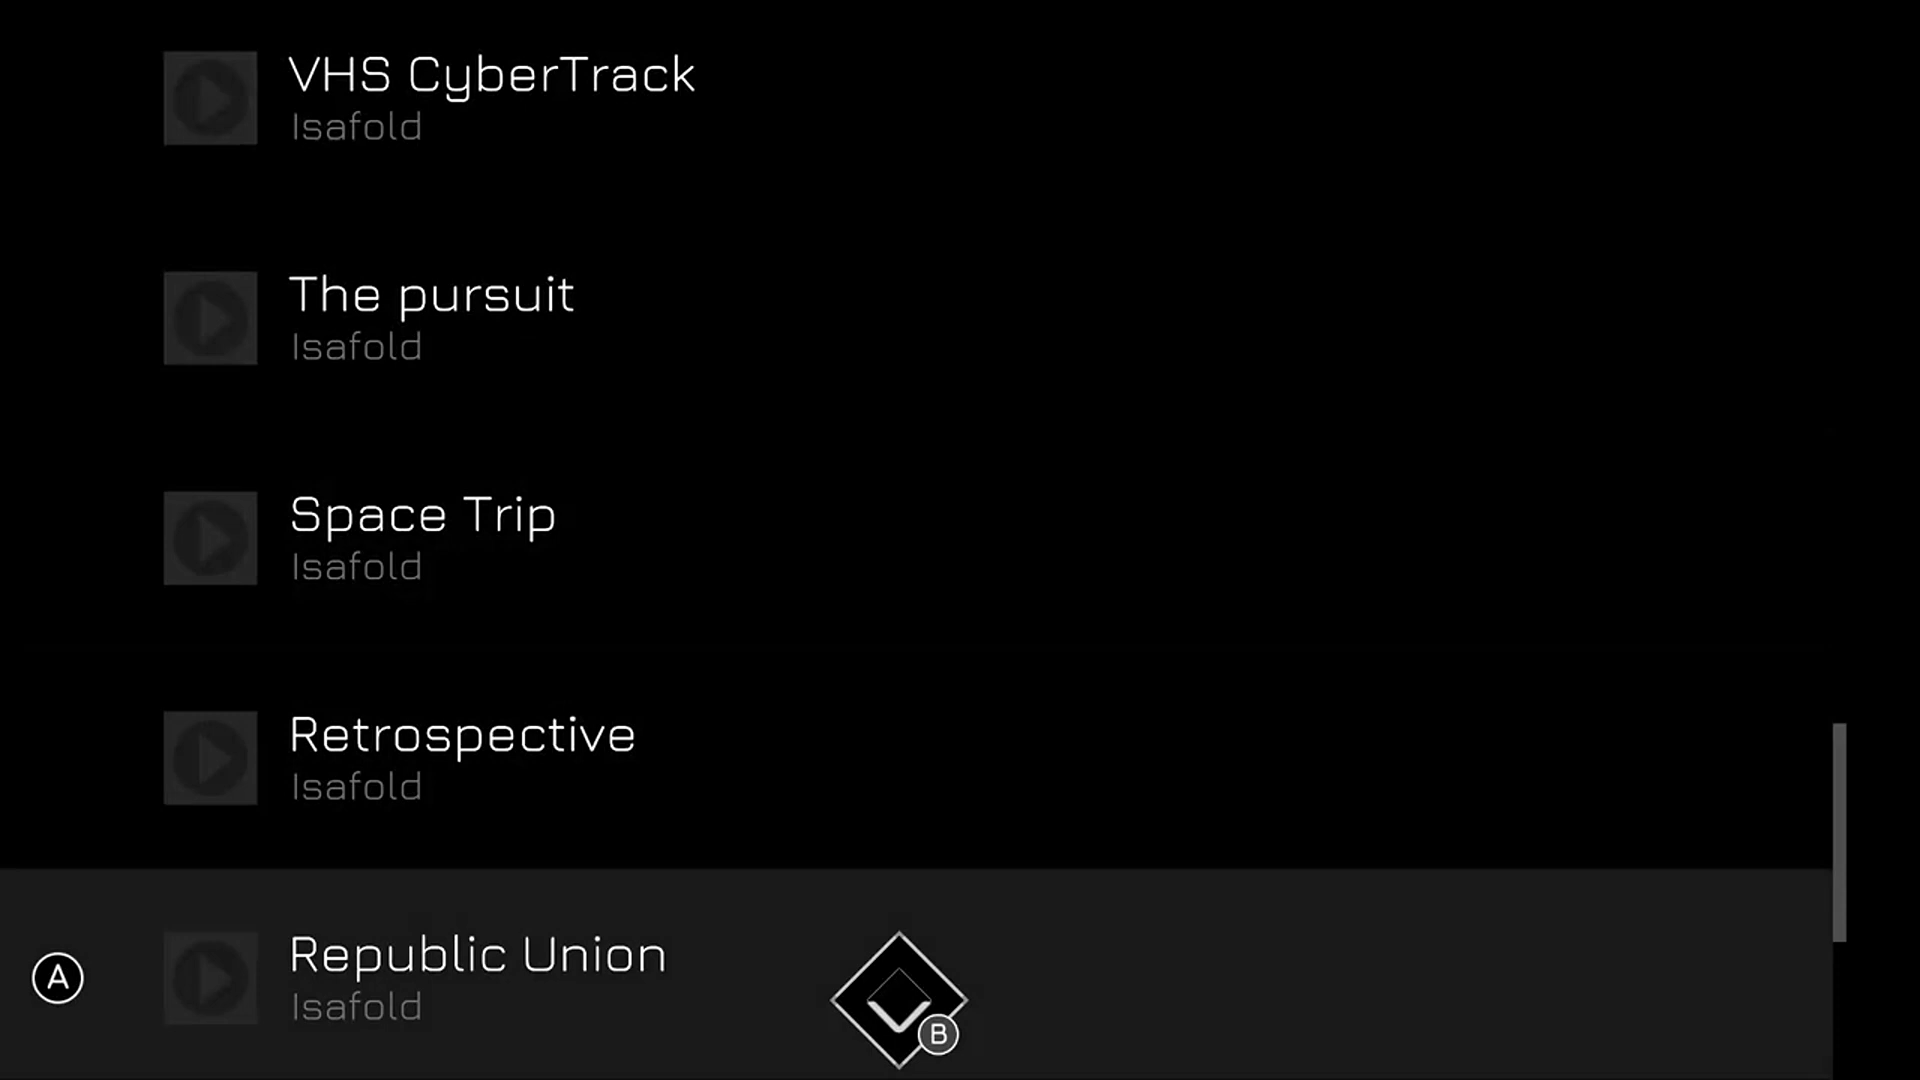 VHS CyberTrack
Isafold
The pursuit
Isafold
Space Trip
Isafold
Retrospective
Isafold
A
Republic Union
Isafold
B